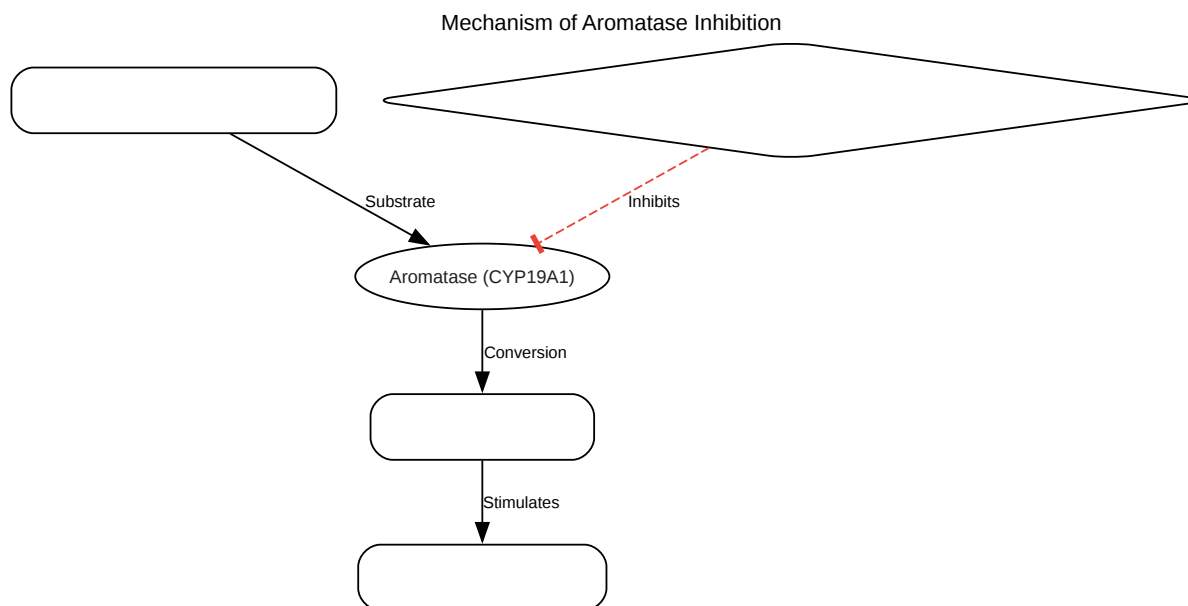 Mechanism of Aromatase Inhibition
Substrate
Inhibits
Aromatase (CYP19A1)
Conversion
Stimulates